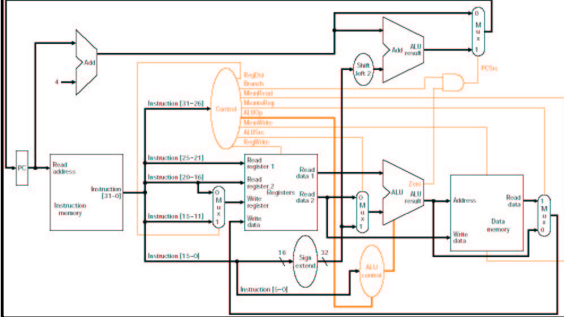 0
M
u
x
1
Add
ALU
result
Add
Shift
left 2
4
PCSrc
RegDst
Branch
MemRead
MemtoReg
ALUOp
MemWrite
ALUSrc
RegWrite
Instruction [31–26]
Control
PC
Read
address
Instruction
[31–0]
Instruction
memory
Instruction [25–21]
Instruction [20–16]
Instruction [15–11]
0
M
u
x
1
Read
register 1
Read
register 2
Registers
Write
register
Write
data
Read
data 1
Read
data 2
0
M
u
x
1
Zero
ALU
ALU
result
Address
Read
data
Data
memory
Write
data
1
M
u
x
0
Instruction [15–0]
16
Sign
extend
32
ALU
control
Instruction [5–0]